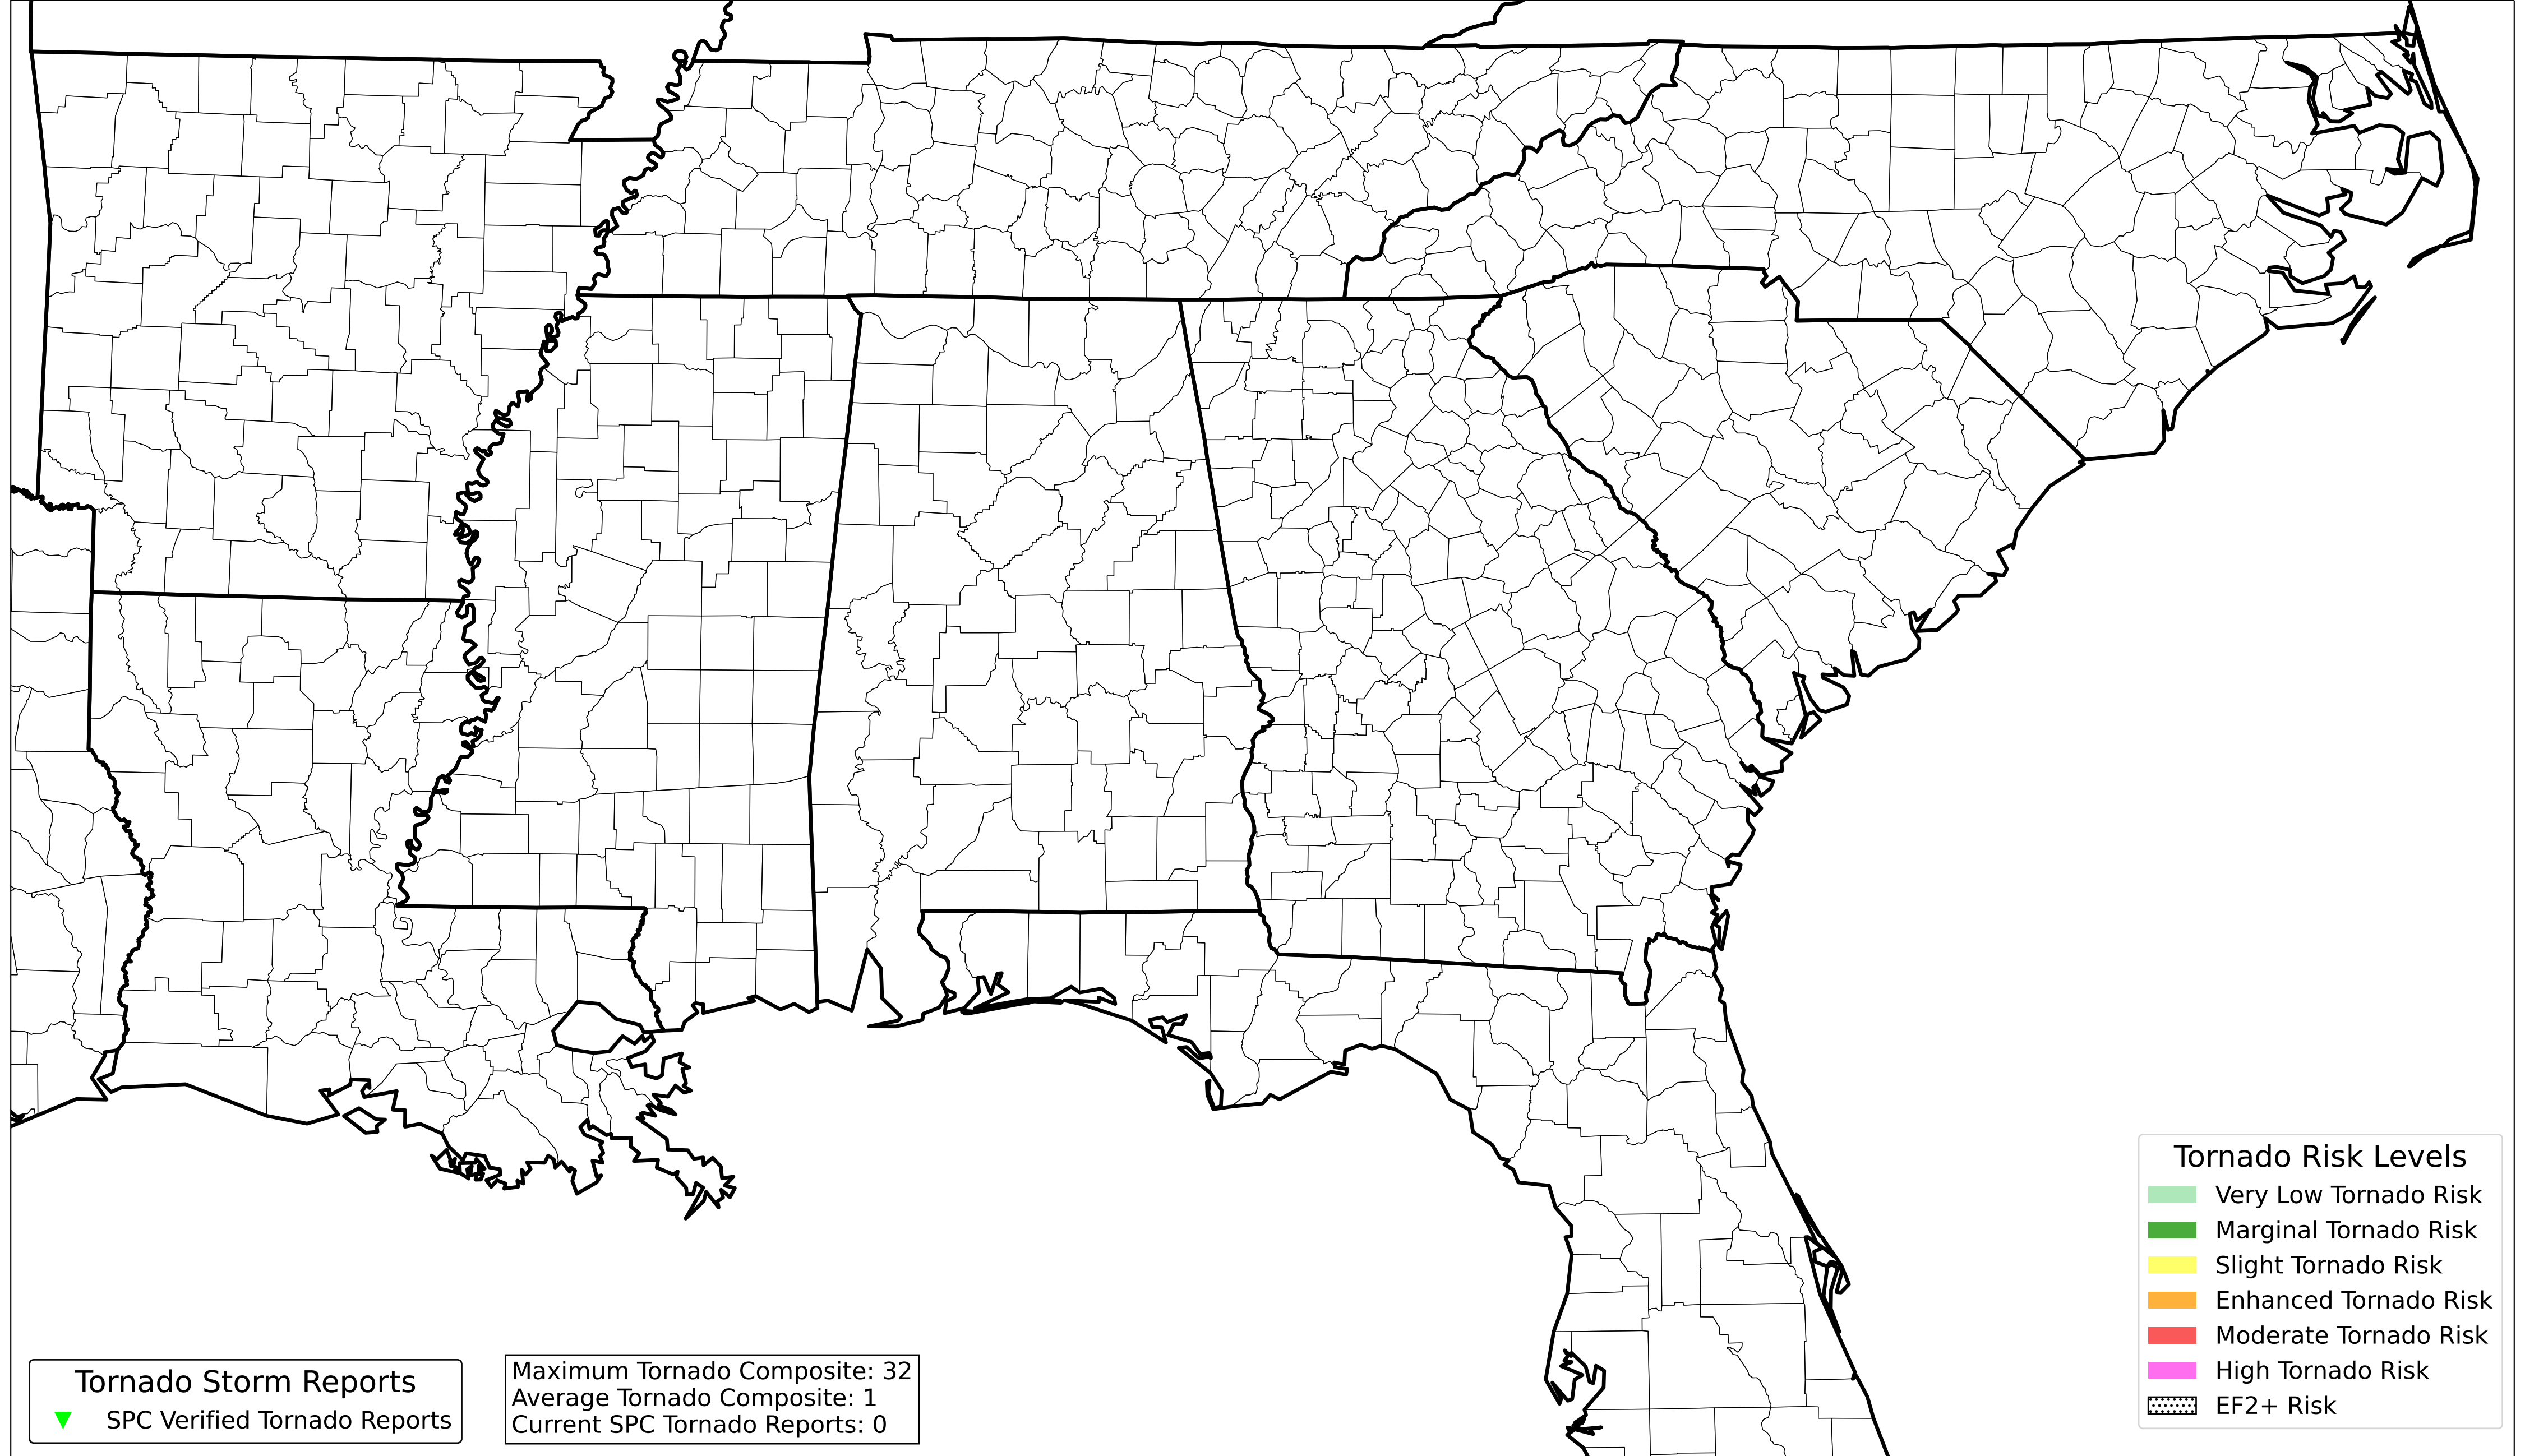 Tornado Risk Levels
Very Low Tornado Risk
Marginal Tornado Risk
Slight Tornado Risk
Enhanced Tornado Risk
Moderate Tornado Risk
High Tornado Risk
EF2+ Risk
Tornado Storm Reports
SPC Verified Tornado Reports
Maximum Tornado Composite: 32
Average Tornado Composite: 1
Current SPC Tornado Reports: 0